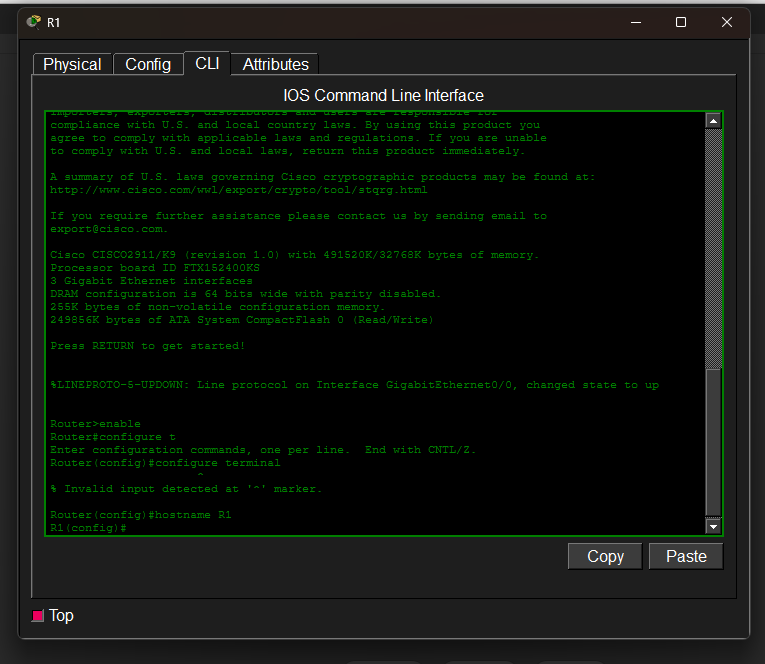 R1
Physical Config CLI Attributes
IOS Command Line Interface
importers, exporters, distributors and users are responsible for
compliance with U.S. and local country laws. By using this product you
agree to comply with applicable laws and regulations. If you are unable
to comply with U.S. and local laws, return this product immediately.
A summary of U.S. laws governing Cisco cryptographic products may be found at:
http://www.cisco.com/wwl/export/crypto/tool/stqrg.html
If you require further assistance please contact us by sending email to
export@cisco.com.
Cisco CISCO2911/K9 (revision 1.0) with 491520K/32768K bytes of memory.
Processor board ID FTX152400KS
3 Gigabit Ethernet interfaces
DRAM configuration is 64 bits wide with parity disabled.
255K bytes of non-volatile configuration memory.
249856K bytes of ATA System CompactFlash 0 (Read/Write)
Press RETURN to get started!
%LINEPROTO-5-UPDOWN: Line protocol on Interface GigabitEthernet0/0, changed state to up
Router>enable
Router#configure t
Enter configuration commands, one per line.  End with CNTL/Z.
Router(config)#configure terminal
^
% Invalid input detected at '^' marker.
Router(config)#hostname R1
R1(config)#
Copy Paste
Top